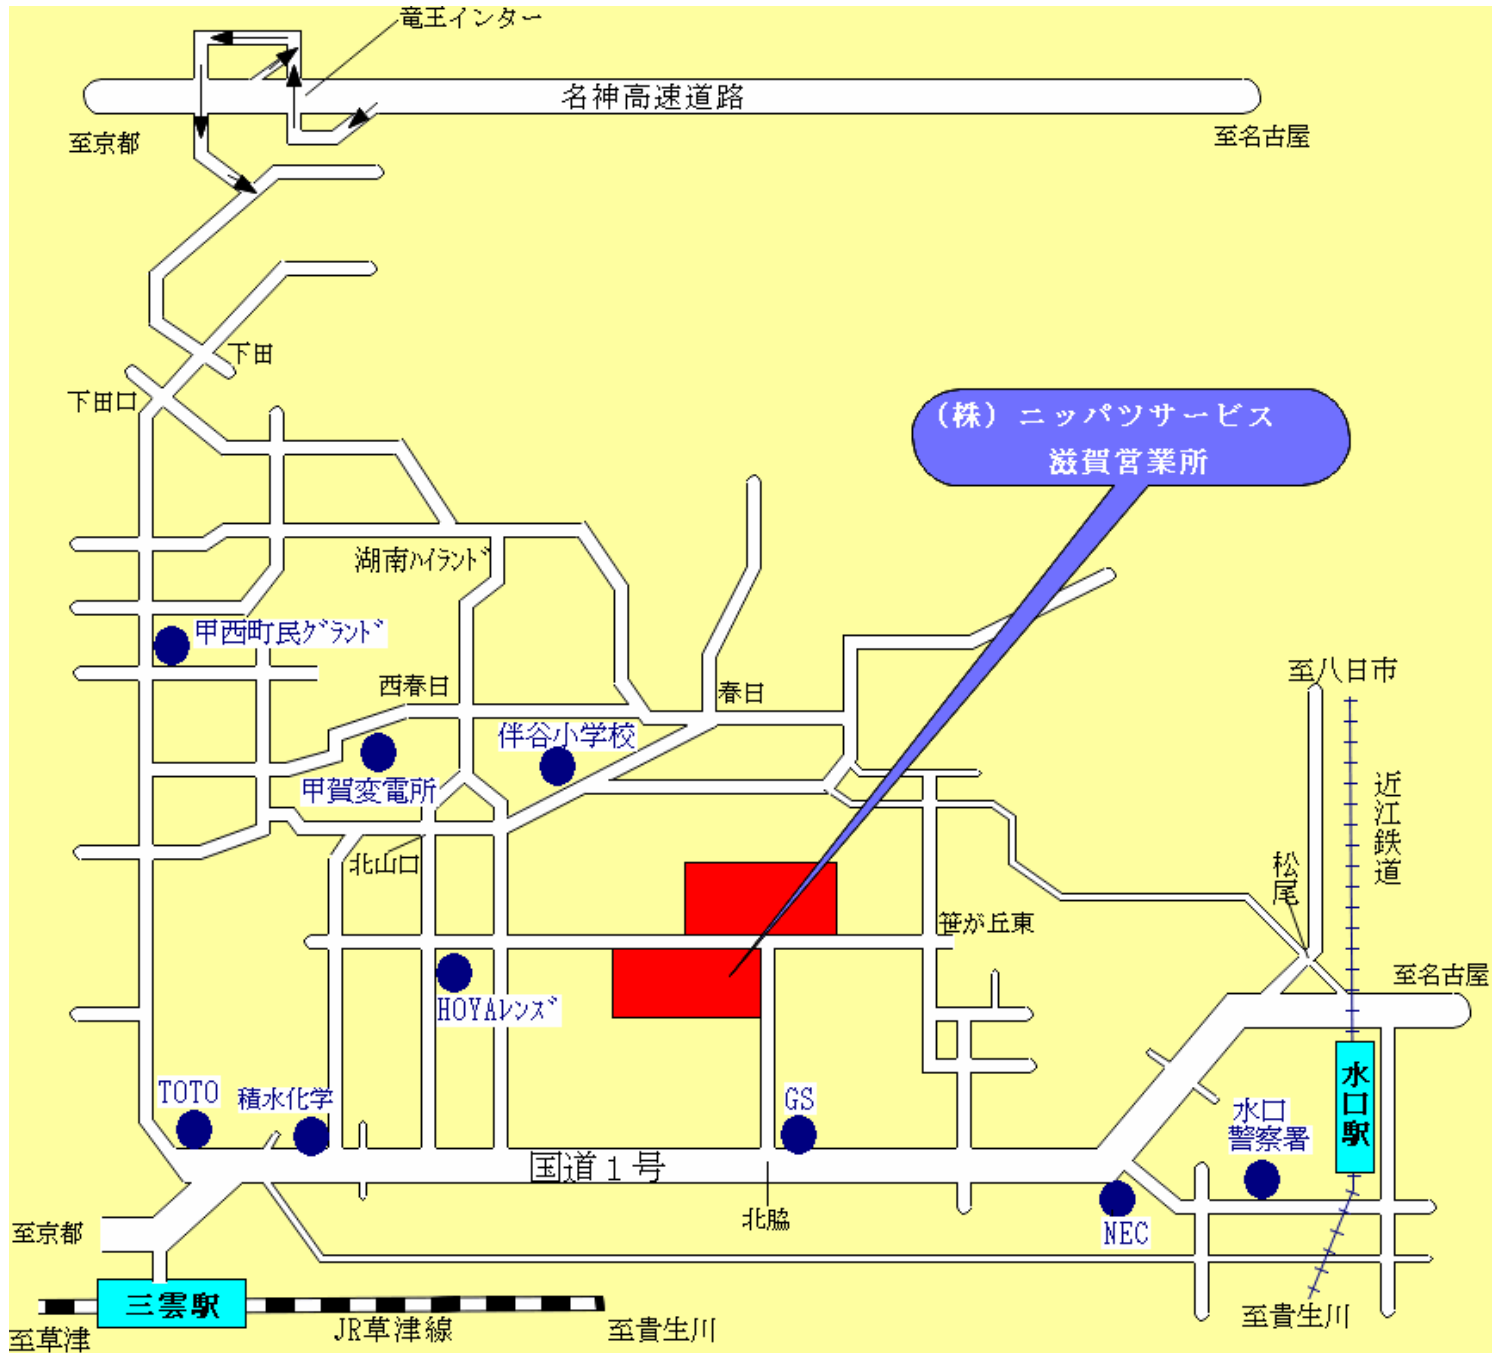 竜王インター
名神高速道路
至京都
至名古屋
下田
下田口
(株) ニッパツサービス
滋賀営業所
湖南ﾊｲﾗﾝﾄﾞ
甲西町民ｸﾞﾗﾝﾄﾞ
西春日
春日
至八日市
伴谷小学校
甲賀変電所
近江鉄道
北山口
松尾
笹が丘東
至名古屋
HOYAﾚﾝｽﾞ
TOTO
積水化学
GS
水口
警察署
水口駅
国道１号
北脇
NEC
至京都
三雲駅
JR草津線
至草津
至貴生川
至貴生川